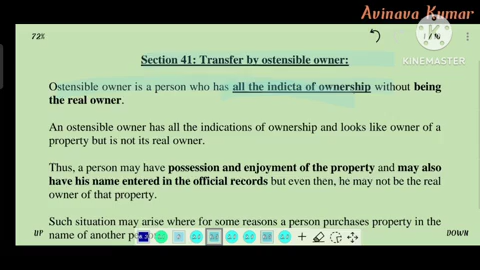 Avinava Kumar
72%
1/10
KINEMASTER
Section 41: Transfer by ostensible owner:
Ostensible owner is a person who has all the indicta of ownership without being
the real owner.
An ostensible owner has all the indications of ownership and looks like owner of a
property but is not its real owner.
Thus, a person may have possession and enjoyment of the property and may also
have his name entered in the official records but even then, he may not be the real
owner of that property.
Such situation may arise where for some reasons a person purchases property in the
UP
DOWN
name of another